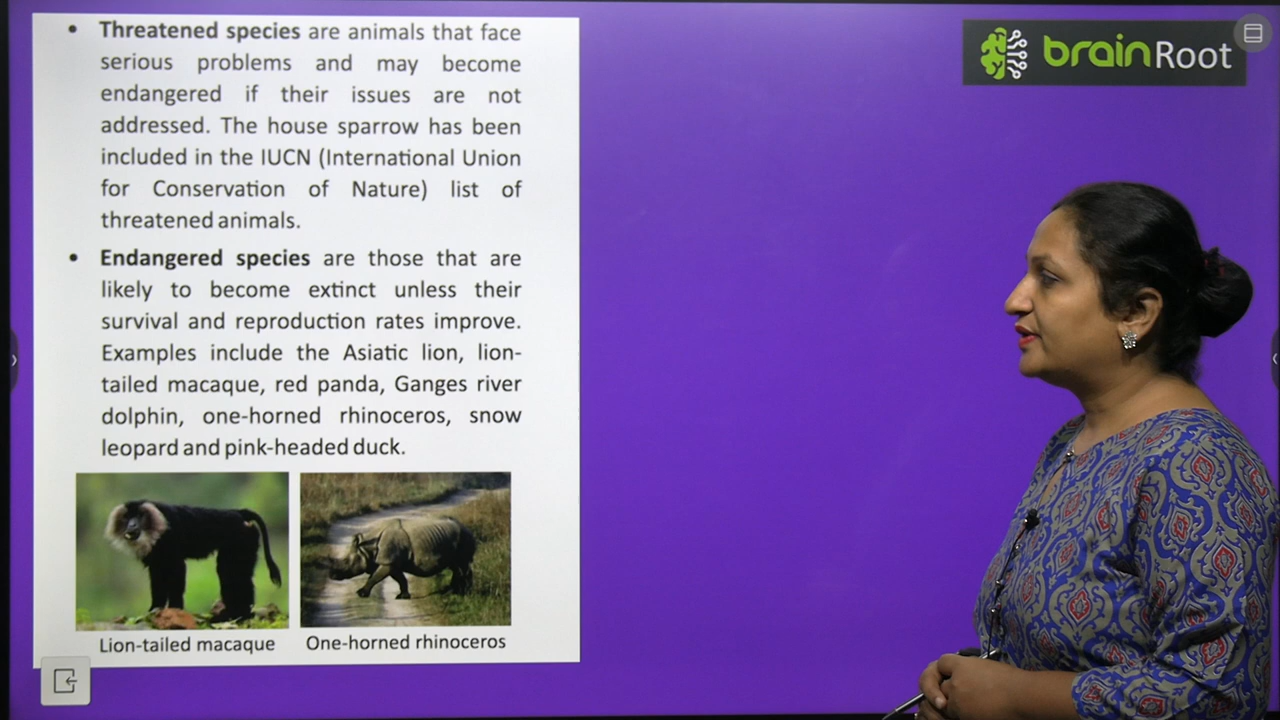 • Threatened species are animals that face
serious problems and may become
endangered if their issues are not
addressed. The house sparrow has been
included in the IUCN (International Union
for Conservation of Nature) list of
threatened animals.
• Endangered species are those that are
likely to become extinct unless their
survival and reproduction rates improve.
Examples include the Asiatic lion, lion-
tailed macaque, red panda, Ganges river
dolphin, one-horned rhinoceros, snow
leopard and pink-headed duck.
Lion-tailed macaque
One-horned rhinoceros
brainRoot